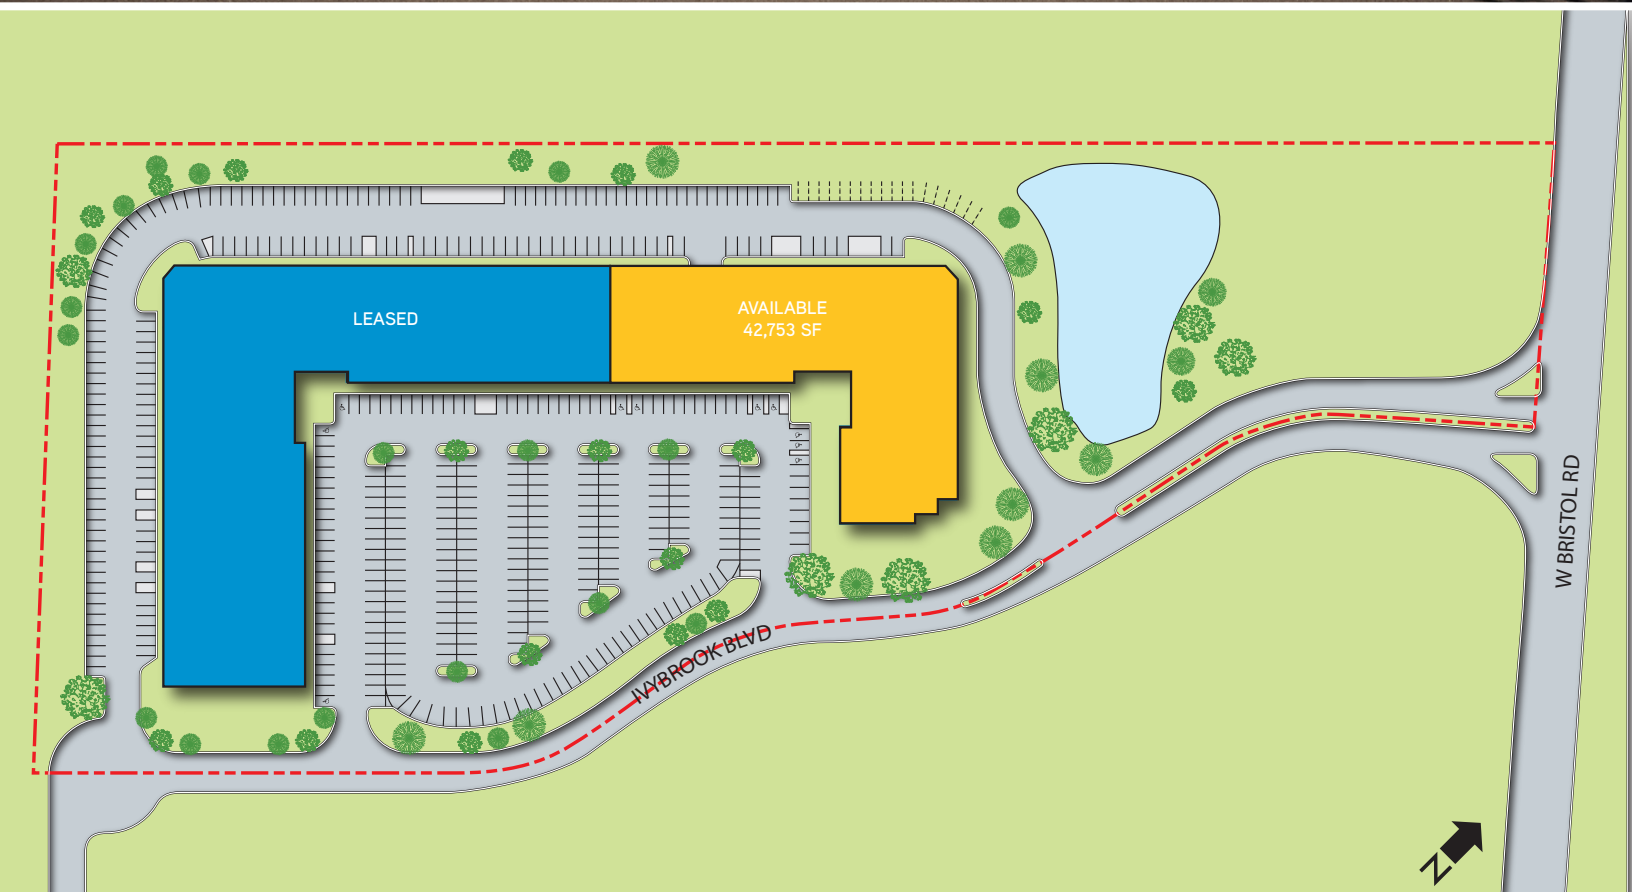 LEASED
AVAILABLE
42,753 SF
W BRISTOL RD
IVYBROOK BLVD
N